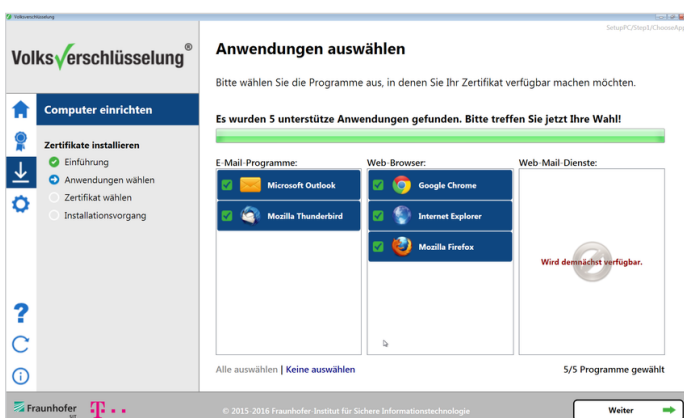 Volksverschlüsselung
SetupPC/Step1/ChooseApp
Volksverschlüsselung®
Anwendungen auswählen
Bitte wählen Sie die Programme aus, in denen Sie Ihr Zertifikat verfügbar machen möchten.
Computer einrichten
Es wurden 5 unterstütze Anwendungen gefunden. Bitte treffen Sie jetzt Ihre Wahl!
Zertifikate installieren
Einführung
Anwendungen wählen
Zertifikat wählen
Installationsvorgang
E-Mail-Programme:
Microsoft Outlook
Mozilla Thunderbird
Web-Browser:
Google Chrome
Internet Explorer
Mozilla Firefox
Web-Mail-Dienste:
Wird demnächst verfügbar.
Alle auswählen | Keine auswählen
5/5 Programme gewählt
Fraunhofer
SIT
T
© 2015-2016 Fraunhofer-Institut für Sichere Informationstechnologie
Weiter